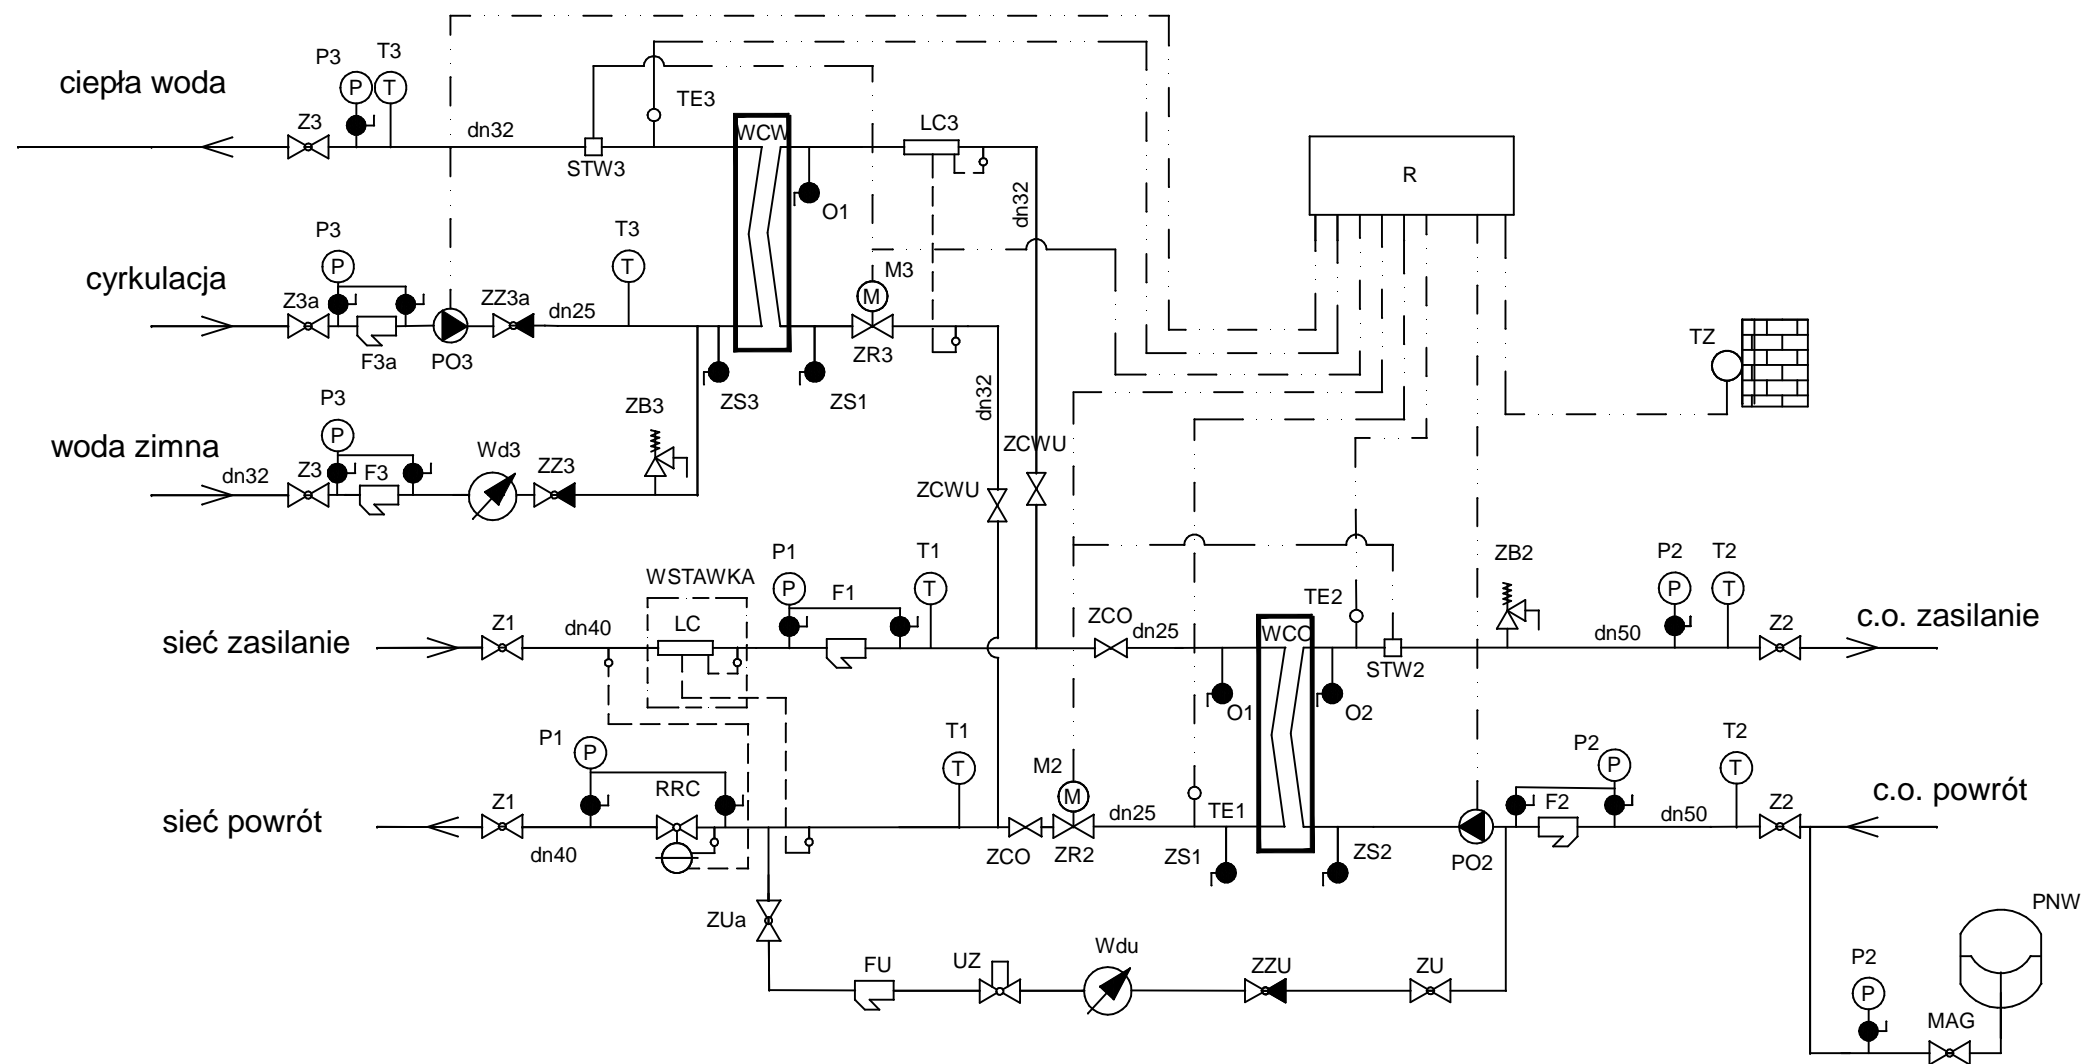 P3
T3
ciepła woda
Z3
P
T
dn32
TE3
STW3
WCW
LC3
O1
dn32
R
P3
T3
cyrkulacja
P
T
Z3a
ZZ3a
dn25
F3a
PO3
M3
M
ZR3
ZS3
ZS1
dn32
TZ
P3
ZB3
woda zimna
P
Wd3
dn32
Z3
F3
ZZ3
ZCWU
ZCWU
P1
T1
ZB2
P2
T2
WSTAWKA
P
F1
T
TE2
P
T
sieć zasilanie
Z1
dn40
LC
ZCO
dn25
WCO
STW2
dn50
Z2
c.o. zasilanie
O1
O2
P1
T1
P2
T2
P
RRC
T
M2
M
P
T
sieć powrót
Z1
dn40
ZCO
ZR2
dn25
TE1
ZS1
ZS2
PO2
F2
dn50
Z2
c.o. powrót
ZUa
FU
UZ
Wdu
ZZU
ZU
PNW
P2
P
MAG